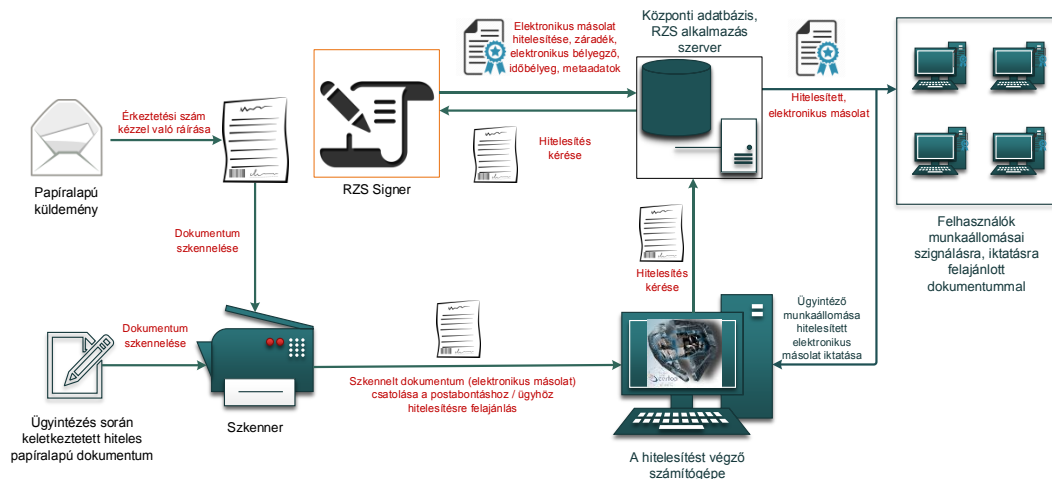 Elektronikus másolat
hitelesítése, záradék,
elektronikus bélyegző,
időbélyeg, metaadatok
Központi adatbázis,
RZS alkalmazás
szerver
Érkeztetési szám
kézzel való ráírása
Papíralapú
küldemény
RZS Signer
Hitelesítés
kérése
Hitelesített,
elektronikus másolat
Felhasználók
munkaállomásai
szignálásra, iktatásra
felajánlott
dokumentummal
Dokumentum
szkennelése
Hitelesítés
kérése
Ügyintéző
munkaállomása
hitelesített
elektronikus
másolat iktatása
Dokumentum
szkennelése
Szkennelt dokumentum (elektronikus másolat)
csatolása a postabontáshoz / ügyhöz
hitelesítésre felajánlás
Ügyintézés során
keletkeztetett hiteles
papíralapú dokumentum
Szkenner
A hitelesítést végző
számítógépe